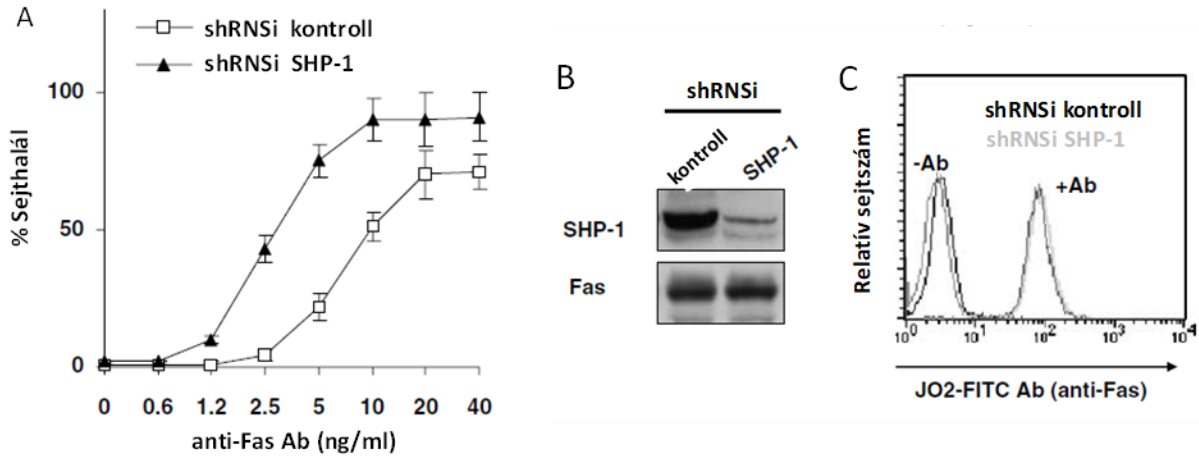 A
shRNSi kontroll
shRNSi SHP-1
% Sejthalál
100
50
0
0 0.6 1.2 2.5 5 10 20 40
anti-Fas Ab (ng/ml)
B
shRNSi
kontroll SHP-1
SHP-1
Fas
C
shRNSi kontroll
shRNSi SHP-1
-Ab
+Ab
Relatív sejtszám
10⁰ 10¹ 10² 10³ 10⁴
JO2-FITC Ab (anti-Fas)